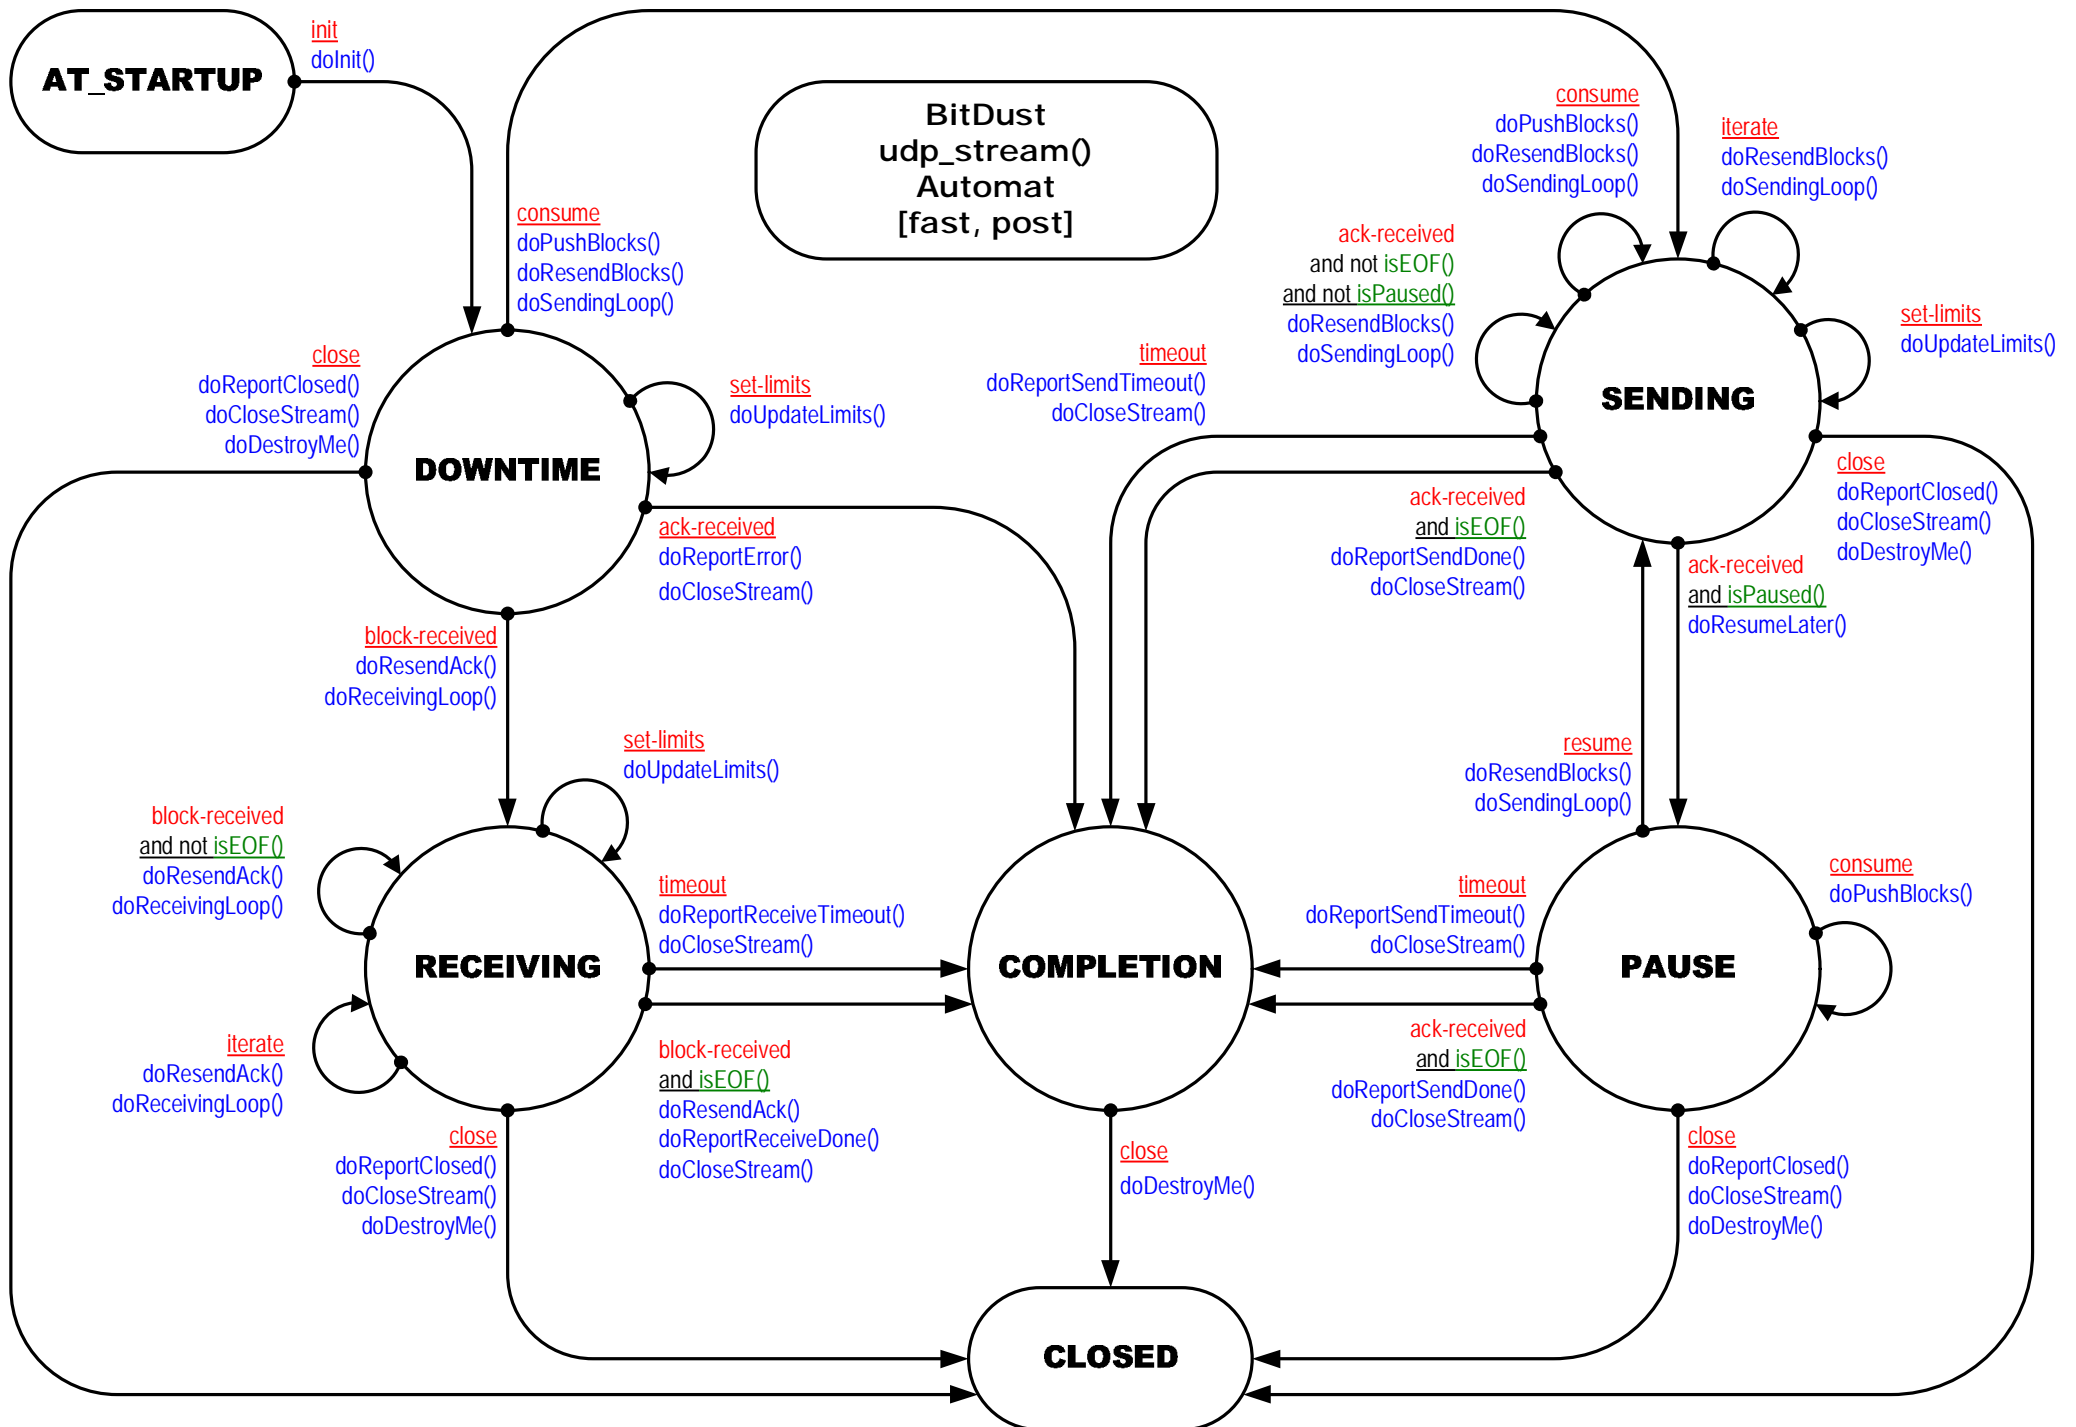 init
doInit()
AT_STARTUP
BitDust
udp_stream()
Automat
[fast, post]
consume
doPushBlocks()
doResendBlocks()
doSendingLoop()
iterate
doResendBlocks()
doSendingLoop()
consume
doPushBlocks()
doResendBlocks()
doSendingLoop()
ack-received
and not isEOF()
and not isPaused()
doResendBlocks()
doSendingLoop()
set-limits
doUpdateLimits()
close
doReportClosed()
doCloseStream()
doDestroyMe()
set-limits
doUpdateLimits()
timeout
doReportSendTimeout()
doCloseStream()
SENDING
DOWNTIME
close
doReportClosed()
doCloseStream()
doDestroyMe()
ack-received
doReportError()
doCloseStream()
ack-received
and isEOF()
doReportSendDone()
doCloseStream()
ack-received
and isPaused()
doResumeLater()
block-received
doResendAck()
doReceivingLoop()
set-limits
doUpdateLimits()
resume
doResendBlocks()
doSendingLoop()
block-received
and not isEOF()
doResendAck()
doReceivingLoop()
timeout
doReportReceiveTimeout()
doCloseStream()
timeout
doReportSendTimeout()
doCloseStream()
consume
doPushBlocks()
RECEIVING
COMPLETION
PAUSE
iterate
doResendAck()
doReceivingLoop()
block-received
and isEOF()
doResendAck()
doReportReceiveDone()
doCloseStream()
ack-received
and isEOF()
doReportSendDone()
doCloseStream()
close
doReportClosed()
doCloseStream()
doDestroyMe()
close
doDestroyMe()
close
doReportClosed()
doCloseStream()
doDestroyMe()
CLOSED